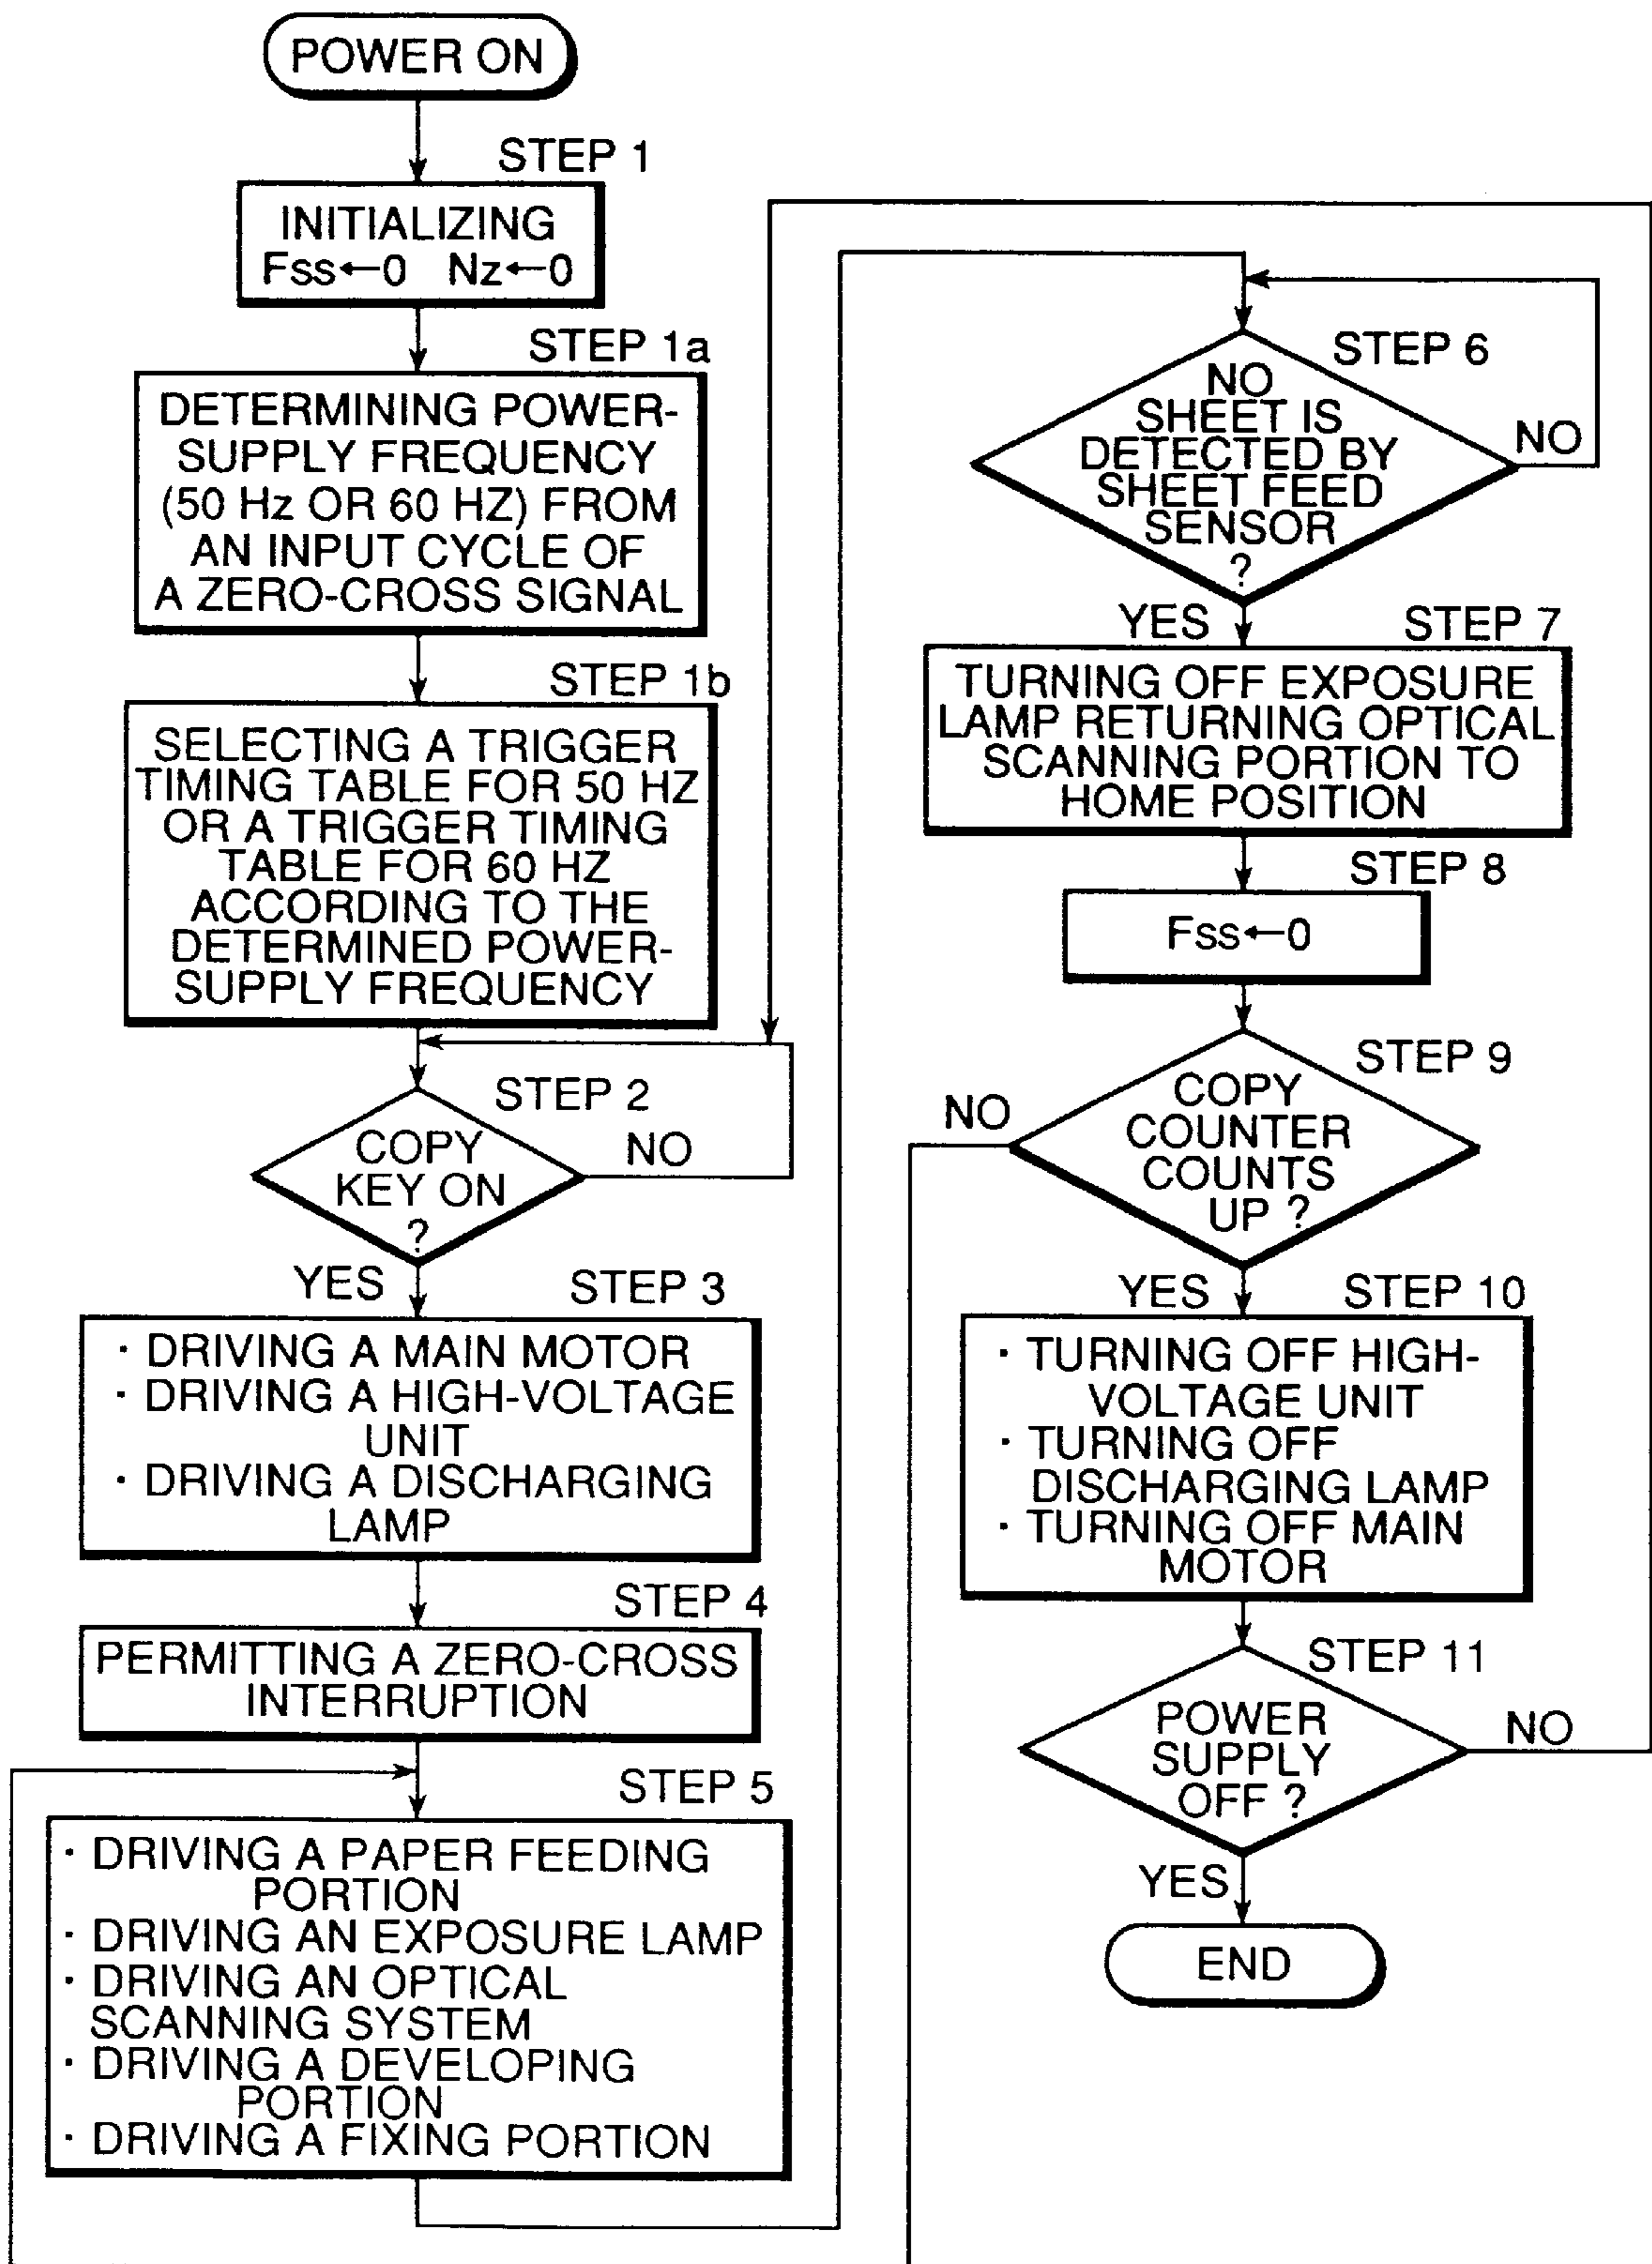 POWER ON
STEP 1
INITIALIZING
Fss←0 Nz←0
STEP 1a
DETERMINING POWER-
SUPPLY FREQUENCY
(50 Hz OR 60 HZ) FROM
AN INPUT CYCLE OF
A ZERO-CROSS SIGNAL
STEP 1b
SELECTING A TRIGGER
TIMING TABLE FOR 50 HZ
OR A TRIGGER TIMING
TABLE FOR 60 HZ
ACCORDING TO THE
DETERMINED POWER-
SUPPLY FREQUENCY
STEP 2
COPY
KEY ON
?
NO
YES
STEP 3
· DRIVING A MAIN MOTOR
· DRIVING A HIGH-VOLTAGE
UNIT
· DRIVING A DISCHARGING
LAMP
STEP 4
PERMITTING A ZERO-CROSS
INTERRUPTION
STEP 5
· DRIVING A PAPER FEEDING
PORTION
· DRIVING AN EXPOSURE LAMP
· DRIVING AN OPTICAL
SCANNING SYSTEM
· DRIVING A DEVELOPING
PORTION
· DRIVING A FIXING PORTION
STEP 6
NO
SHEET IS
DETECTED BY
SHEET FEED
SENSOR
?
NO
YES
STEP 7
TURNING OFF EXPOSURE
LAMP RETURNING OPTICAL
SCANNING PORTION TO
HOME POSITION
STEP 8
Fss←0
STEP 9
COPY
COUNTER
COUNTS
UP ?
NO
YES
STEP 10
· TURNING OFF HIGH-
VOLTAGE UNIT
· TURNING OFF
DISCHARGING LAMP
· TURNING OFF MAIN
MOTOR
STEP 11
POWER
SUPPLY
OFF ?
NO
YES
END